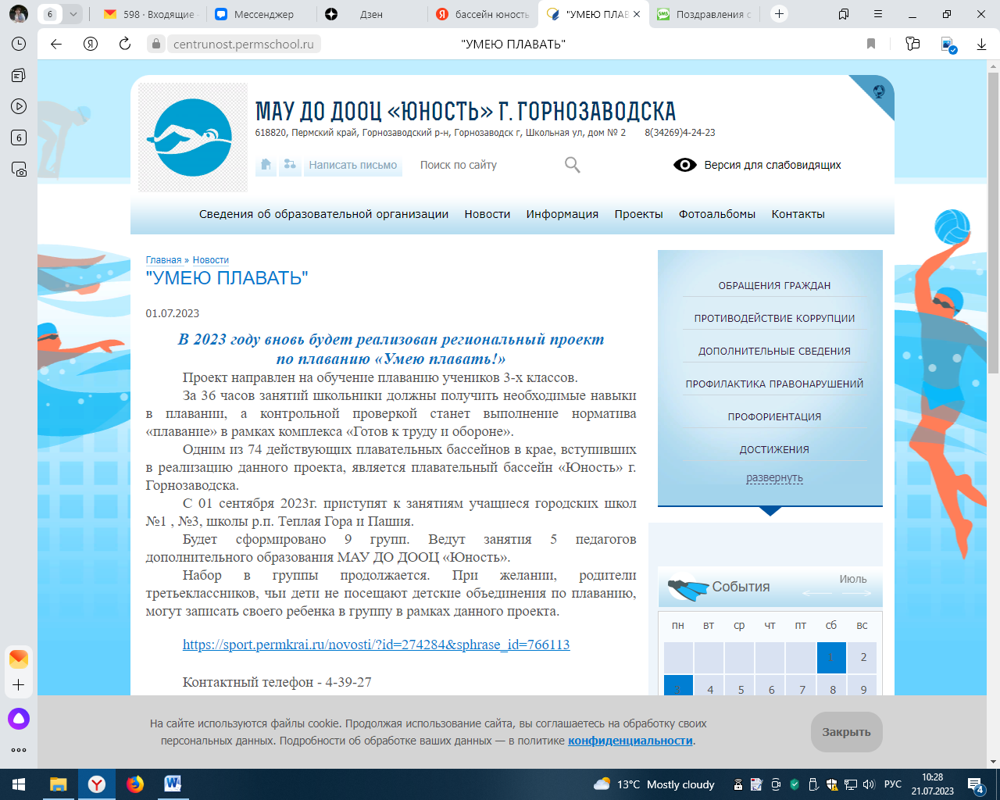 6
598 · Входящие
Мессенджер
Дзен
бассейн юность
"УМЕЮ ПЛАВ
SMS
Поздравления с
Я
centrunost.permschool.ru
"УМЕЮ ПЛАВАТЬ"
6
МАУ ДО ДООЦ «ЮНОСТЬ» Г. ГОРНОЗАВОДСКА
618820, Пермский край, Горнозаводский р-н, Горнозаводск г, Школьная ул, дом № 2 8(34269)4-24-23
Написать письмо
Поиск по сайту
Версия для слабовидящих
Сведения об образовательной организации Новости Информация Проекты Фотоальбомы Контакты
Главная » Новости
"УМЕЮ ПЛАВАТЬ"
01.07.2023
В 2023 году вновь будет реализован региональный проект
по плаванию «Умею плавать!»
Проект направлен на обучение плаванию учеников 3-х классов.
За 36 часов занятий школьники должны получить необходимые навыки
в плавании, а контрольной проверкой станет выполнение норматива
«плавание» в рамках комплекса «Готов к труду и обороне».
Одним из 74 действующих плавательных бассейнов в крае, вступивших
в реализацию данного проекта, является плавательный бассейн «Юность» г.
Горнозаводска.
С 01 сентября 2023г. приступят к занятиям учащиеся городских школ
№1 , №3, школы р.п. Теплая Гора и Пашия.
Будет сформировано 9 групп. Ведут занятия 5 педагогов
дополнительного образования МАУ ДО ДООЦ «Юность».
Набор в группы продолжается. При желании, родители
третьеклассников, чьи дети не посещают детские объединения по плаванию,
могут записать своего ребенка в группу в рамках данного проекта.
https://sport.permkrai.ru/novosti/?id=274284&sphrase_id=766113
Контактный телефон - 4-39-27
ОБРАЩЕНИЯ ГРАЖДАН
ПРОТИВОДЕЙСТВИЕ КОРРУПЦИИ
ДОПОЛНИТЕЛЬНЫЕ СВЕДЕНИЯ
ПРОФИЛАКТИКА ПРАВОНАРУШЕНИЙ
ПРОФОРИЕНТАЦИЯ
ДОСТИЖЕНИЯ
развернуть
События
Июль
пн вт ср чт пт сб вс
1 2
3 4 5 6 7 8 9
На сайте используются файлы cookie. Продолжая использование сайта, вы соглашаетесь на обработку своих
персональных данных. Подробности об обработке ваших данных — в политике конфиденциальности.
Закрыть
13°C Mostly cloudy
РУС
10:28
21.07.2023
4